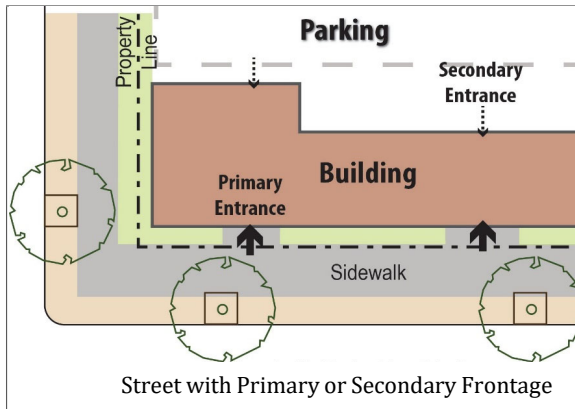 Parking
Property
Line
Secondary
Entrance
Primary
Entrance
Building
Sidewalk
Street with Primary or Secondary Frontage